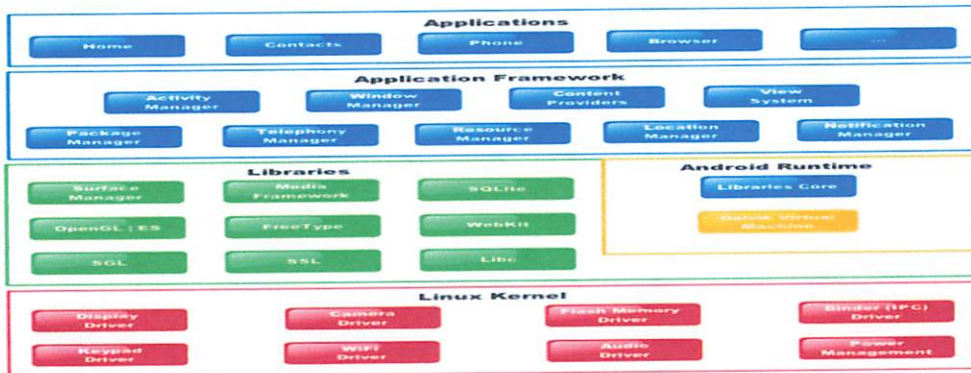 Applications
Home Contacts Phone Browser ...
Application Framework
Activity Manager
Window Manager
Content Providers
View System
Package Manager
Telephony Manager
Resource Manager
Location Manager
Notification Manager
Libraries
Surface Manager
Media Framework
SQLite
OpenGL | ES
FreeType
WebKit
SGL
SSL
Libc
Android Runtime
Libraries Core
Dalvik Virtual Machine
Linux Kernel
Display Driver
Camera Driver
Flash Memory Driver
Binder (IPC) Driver
Keypad Driver
WiFi Driver
Audio Driver
Power Management